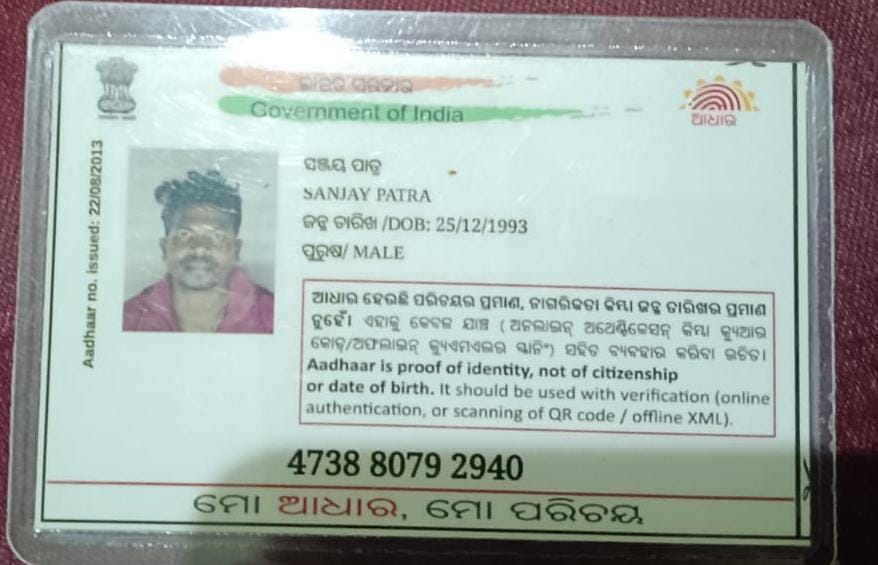 ଭାରତ ସରକାର
Government of India
ଆଧାର
Aadhaar no. issued: 22/08/2013
ସଞ୍ଜୟ ପାତ୍ର
SANJAY PATRA
ଜନ୍ମ ତାରିଖ /DOB: 25/12/1993
ପୁରୁଷ/ MALE
ଆଧାର ହେଉଛି ପରିଚୟର ପ୍ରମାଣ, ନାଗରିକତା କିମ୍ବା ଜନ୍ମ ତାରିଖର ପ୍ରମାଣ
ନୁହେଁ। ଏହାକୁ କେବଳ ଯାଞ୍ଚ (ଅନଲାଇନ୍ ଅଥେଣ୍ଟିକେସନ୍ କିମ୍ବା କ୍ୟୁଆର
କୋଡ୍/ଅଫଲାଇନ୍ କ୍ୟୁଏମଏଲର ସ୍କାନିଂ) ସହିତ ବ୍ୟବହାର କରିବା ଉଚିତ।
Aadhaar is proof of identity, not of citizenship
or date of birth. It should be used with verification (online
authentication, or scanning of QR code / offline XML).
4738 8079 2940
ମୋ ଆଧାର, ମୋ ପରିଚୟ